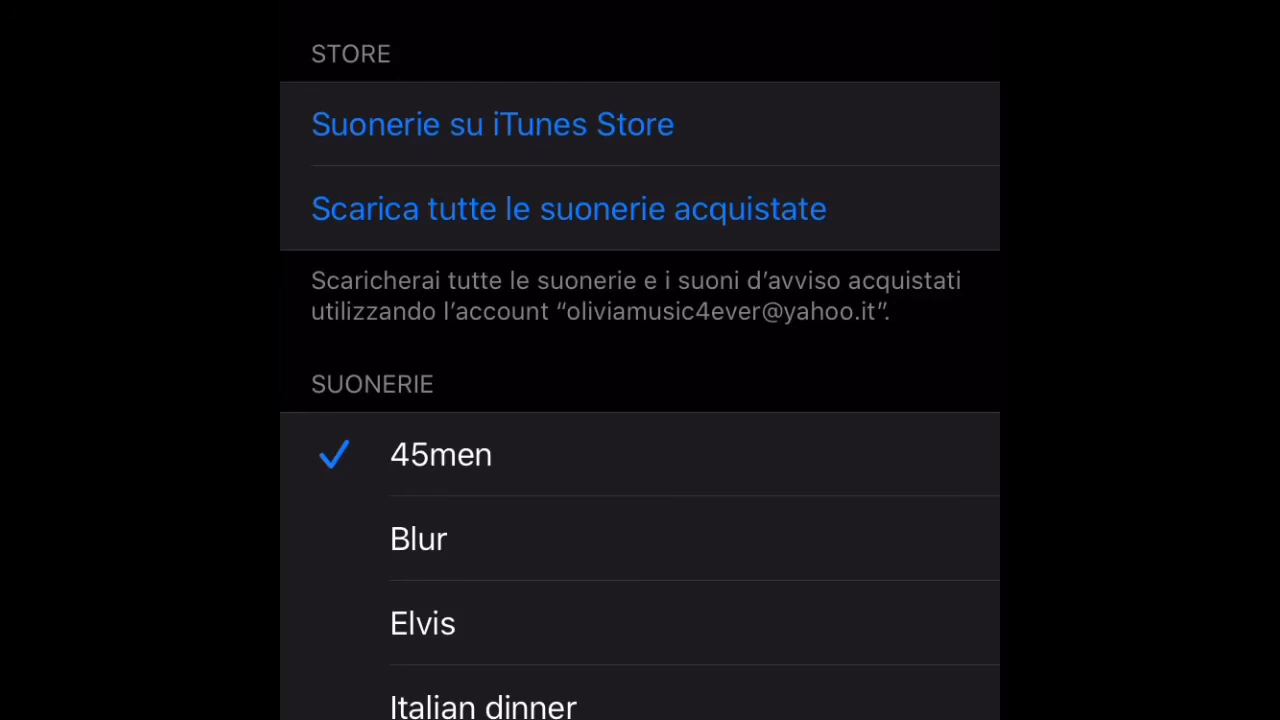 STORE
Suonerie su iTunes Store
Scarica tutte le suonerie acquistate
Scaricherai tutte le suonerie e i suoni d’avviso acquistati
utilizzando l’account “oliviamusic4ever@yahoo.it”.
SUONERIE
45men
Blur
Elvis
Italian dinner